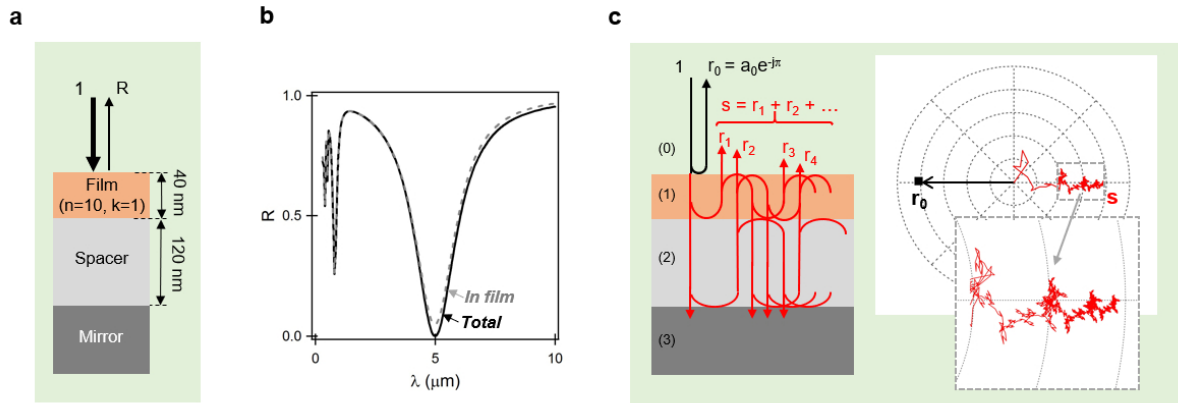 a
1
R
Film
(n=10, k=1)
40 nm
Spacer
120 nm
Mirror
b
R
1.0
0.5
0.0
In film
Total
0
5
10
λ (μm)
c
1
r₀ = a₀e⁻ʲᵖⁱ
s = r₁ + r₂ + ...
r₁
r₂
r₃
r₄
(0)
(1)
(2)
(3)
r₀
s